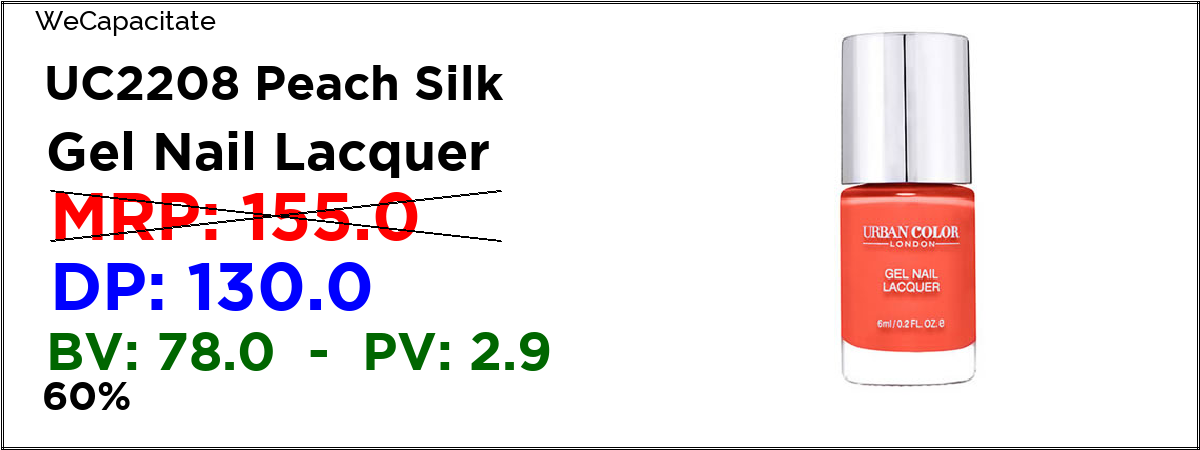 WeCapacitate
UC2208 Peach Silk
Gel Nail Lacquer
MRP: 155.0
DP: 130.0
BV: 78.0 - PV: 2.9
60%
URBAN COLOR
LONDON
GEL NAIL
LACQUER
6ml / 0.2 FL. OZ. e